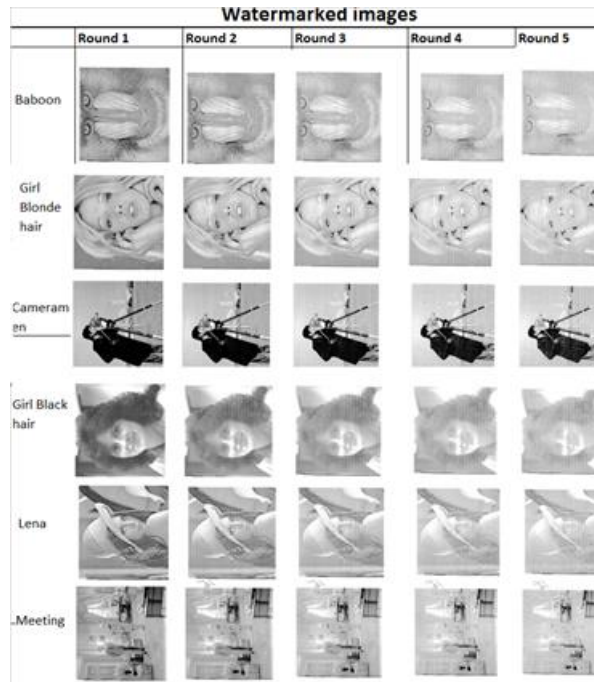 Watermarked images
Round 1 Round 2 Round 3 Round 4 Round 5
Baboon
Girl
Blonde
hair
Cameram
en
Girl Black
hair
Lena
Meeting